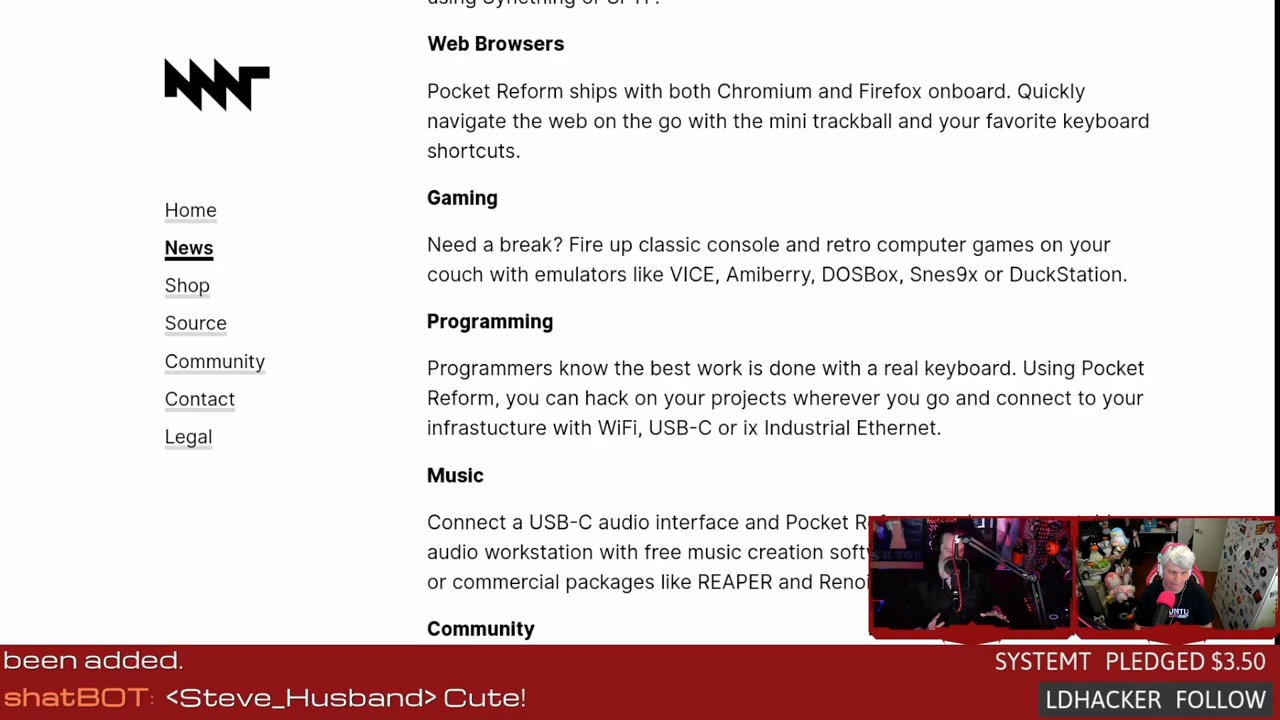 Web Browsers
Pocket Reform ships with both Chromium and Firefox onboard. Quickly
navigate the web on the go with the mini trackball and your favorite keyboard
shortcuts.
Gaming
Need a break? Fire up classic console and retro computer games on your
couch with emulators like VICE, Amiberry, DOSBox, Snes9x or DuckStation.
Programming
Programmers know the best work is done with a real keyboard. Using Pocket
Reform, you can hack on your projects wherever you go and connect to your
infrastucture with WiFi, USB-C or ix Industrial Ethernet.
Music
Connect a USB-C audio interface and Pocket
audio workstation with free music creation
or commercial packages like REAPER and
Community
Home
News
Shop
Source
Community
Contact
Legal
been added.
shatBOT: <Steve_Husband> Cute!
SYSTEMT PLEDGED $3.50
LDHACKER FOLLOW